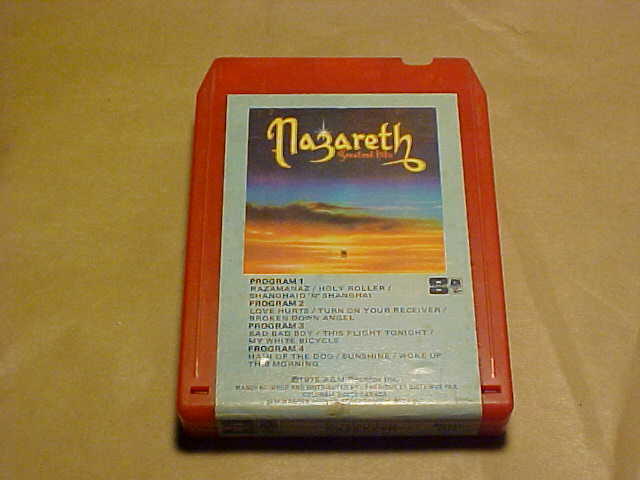 Nazareth
Greatest Hits
PROGRAM 1
RAZAMANAZ / HOLY ROLLER /
SHANGHAI'D 'N' SHANGHAI
PROGRAM 2
LOVE HURTS / TURN ON YOUR RECEIVER /
BROKEN DOWN ANGEL
PROGRAM 3
BAD BAD BOY / THIS FLIGHT TONIGHT /
MY WHITE BICYCLE
PROGRAM 4
HAIR OF THE DOG / SUNSHINE / WOKE UP
THIS MORNING
8
A&M